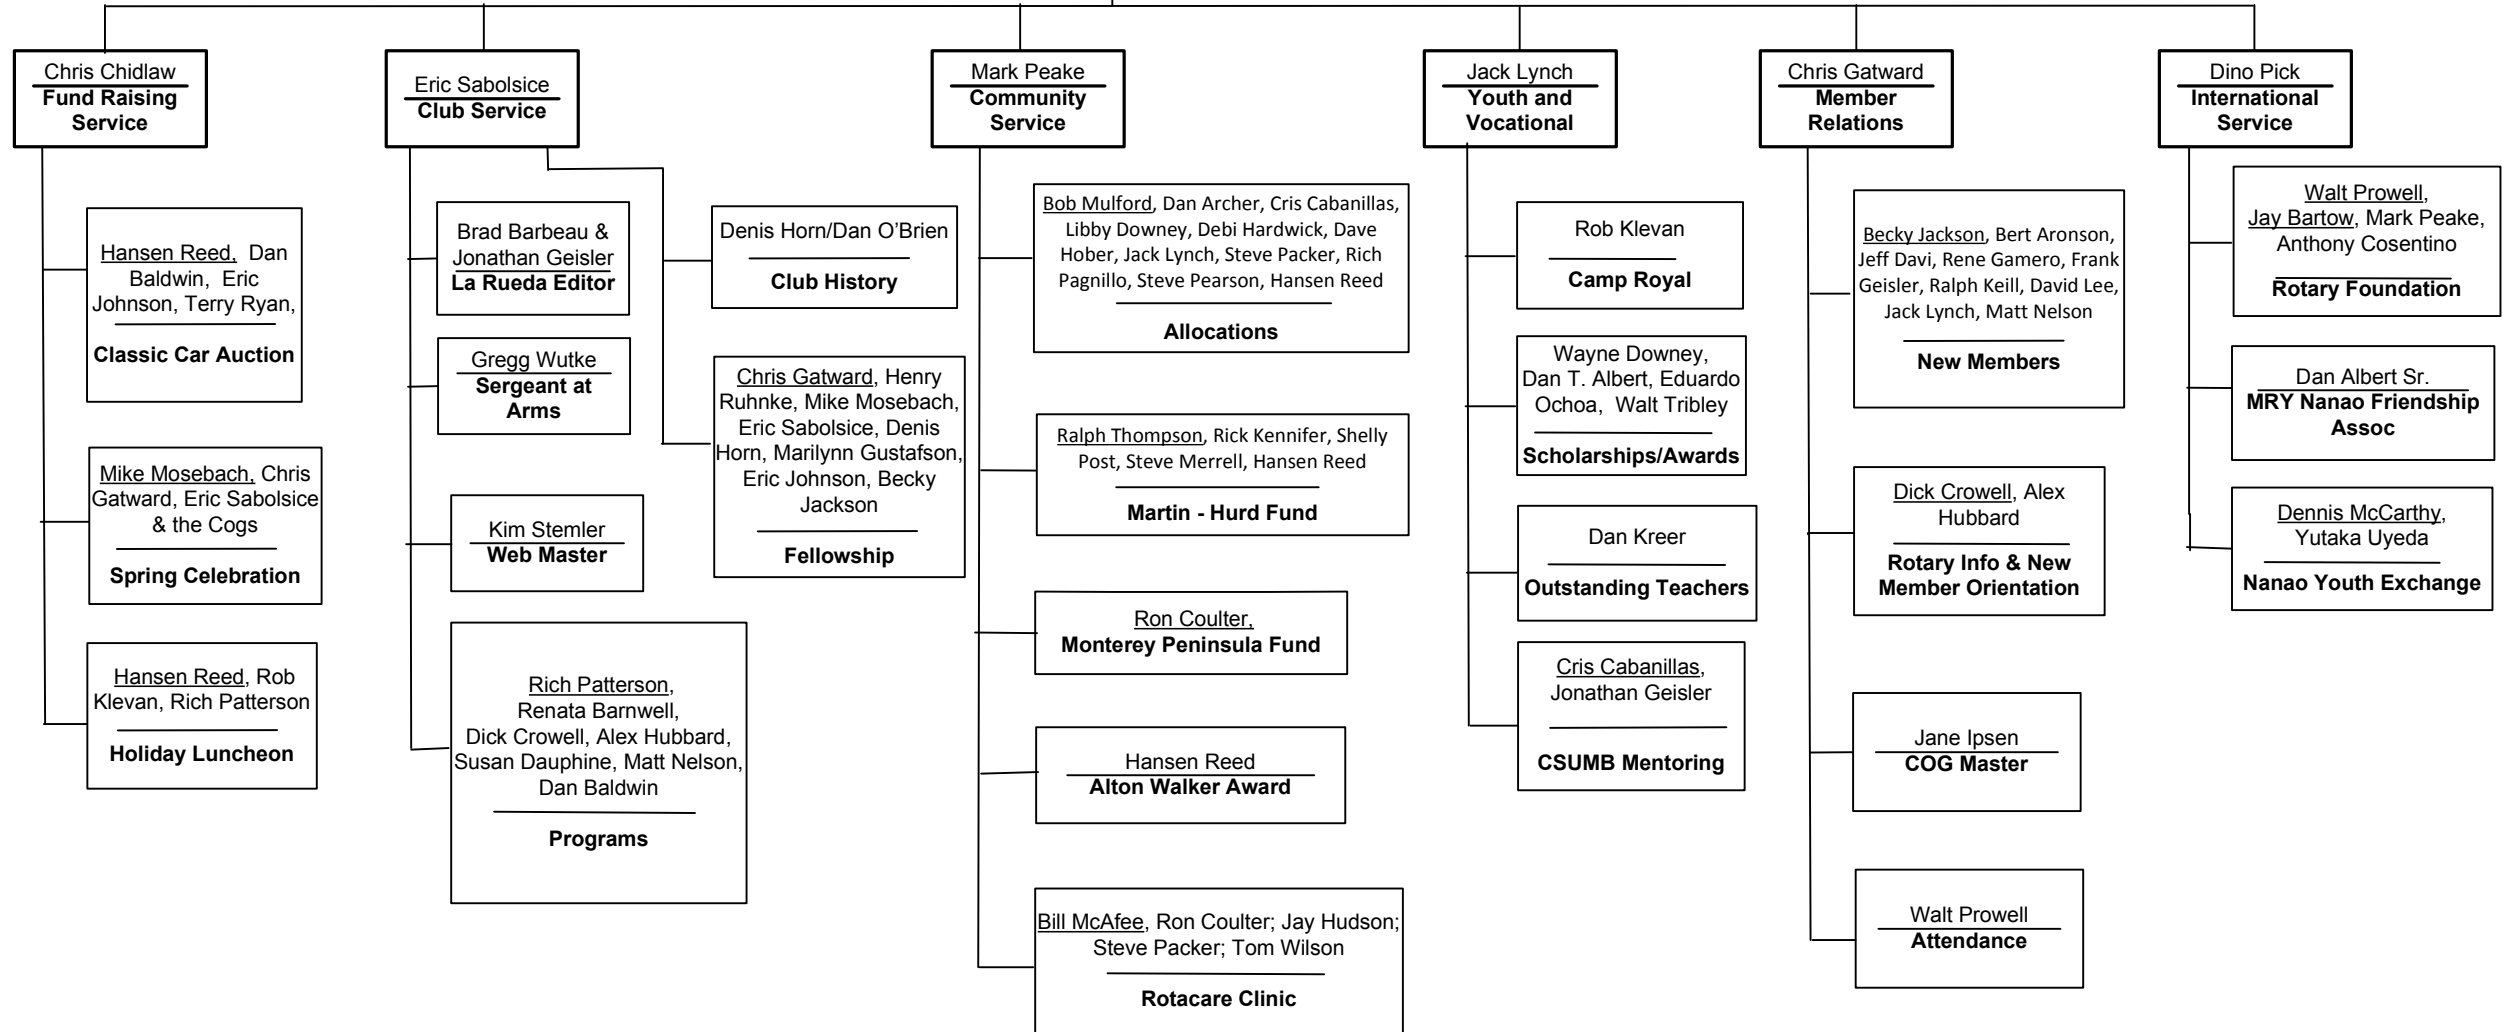 Chris Chidlaw
Fund Raising
Service
Hansen Reed,  Dan
Baldwin,  Eric
Johnson, Terry Ryan,
Classic Car Auction
Mike Mosebach, Chris
Gatward, Eric Sabolsice
& the Cogs
Spring Celebration
Hansen Reed, Rob
Klevan, Rich Patterson
Holiday Luncheon
Eric Sabolsice
Club Service
Brad Barbeau &
Jonathan Geisler
La Rueda Editor
Gregg Wutke
Sergeant at
Arms
Kim Stemler
Web Master
Rich Patterson,
Renata Barnwell,
Dick Crowell, Alex Hubbard,
Susan Dauphine, Matt Nelson,
Dan Baldwin
Programs
Denis Horn/Dan O’Brien
Club History
Chris Gatward, Henry
Ruhnke, Mike Mosebach,
Eric Sabolsice, Denis
Horn, Marilynn Gustafson,
Eric Johnson, Becky
Jackson
Fellowship
Mark Peake
Community
Service
Bob Mulford, Dan Archer, Cris Cabanillas,
Libby Downey, Debi Hardwick, Dave
Hober, Jack Lynch, Steve Packer, Rich
Pagnillo, Steve Pearson, Hansen Reed
Allocations
Ralph Thompson, Rick Kennifer, Shelly
Post, Steve Merrell, Hansen Reed
Martin - Hurd Fund
Ron Coulter,
Monterey Peninsula Fund
Hansen Reed
Alton Walker Award
Bill McAfee, Ron Coulter; Jay Hudson;
Steve Packer; Tom Wilson
Rotacare Clinic
Jack Lynch
Youth and
Vocational
Rob Klevan
Camp Royal
Wayne Downey,
Dan T. Albert, Eduardo
Ochoa,  Walt Tribley
Scholarships/Awards
Dan Kreer
Outstanding Teachers
Cris Cabanillas,
Jonathan Geisler
CSUMB Mentoring
Chris Gatward
Member
Relations
Becky Jackson, Bert Aronson,
Jeff Davi, Rene Gamero, Frank
Geisler, Ralph Keill, David Lee,
Jack Lynch, Matt Nelson
New Members
Dick Crowell, Alex
Hubbard
Rotary Info & New
Member Orientation
Jane Ipsen
COG Master
Walt Prowell
Attendance
Dino Pick
International
Service
Walt Prowell,
Jay Bartow, Mark Peake,
Anthony Cosentino
Rotary Foundation
Dan Albert Sr.
MRY Nanao Friendship
Assoc
Dennis McCarthy,
Yutaka Uyeda
Nanao Youth Exchange